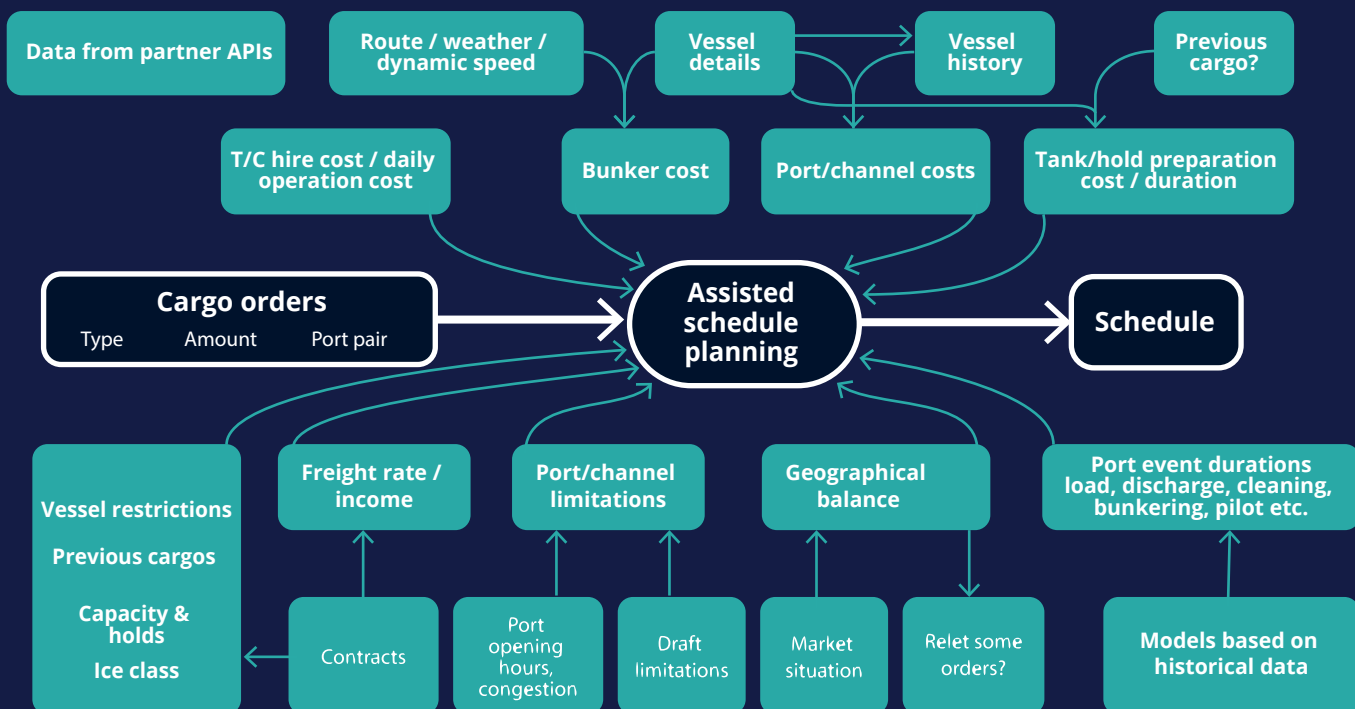 Data from partner APIs
Route / weather /
dynamic speed
Vessel
details
Vessel
history
Previous
cargo?
T/C hire cost / daily
operation cost
Bunker cost
Port/channel costs
Tank/hold preparation
cost / duration
Cargo orders
Type Amount Port pair
Assisted
schedule
planning
Schedule
Vessel restrictions
Previous cargos
Capacity &
holds
Ice class
Freight rate /
income
Port/channel
limitations
Geographical
balance
Port event durations
load, discharge, cleaning,
bunkering, pilot etc.
Contracts
Port
opening
hours,
congestion
Draft
limitations
Market
situation
Relet some
orders?
Models based on
historical data